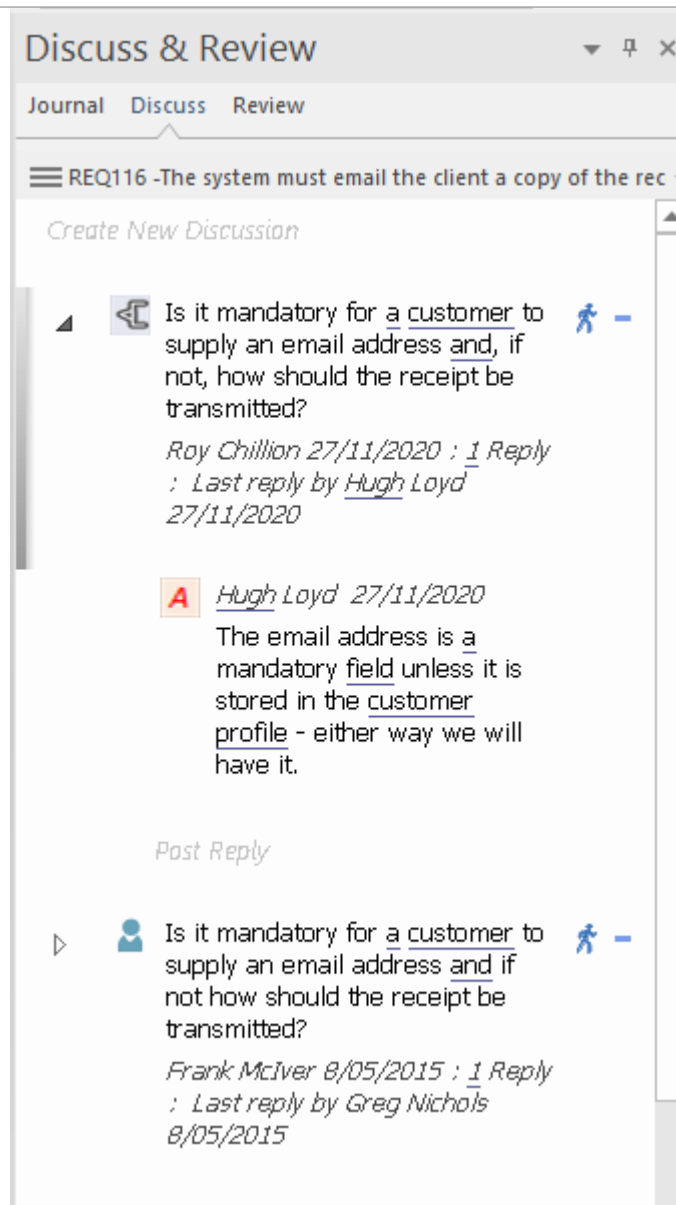 Discuss & Review
Journal Discuss Review
REQ116 -The system must email the client a copy of the rec
Create New Discussion
Is it mandatory for a customer to
supply an email address and, if
not, how should the receipt be
transmitted?
Roy Chillion 27/11/2020 : 1 Reply
: Last reply by Hugh Loyd
27/11/2020
A Hugh Loyd 27/11/2020
The email address is a
mandatory field unless it is
stored in the customer
profile - either way we will
have it.
Post Reply
Is it mandatory for a customer to
supply an email address and if
not how should the receipt be
transmitted?
Frank McIver 8/05/2015 : 1 Reply
: Last reply by Greg Nichols
8/05/2015